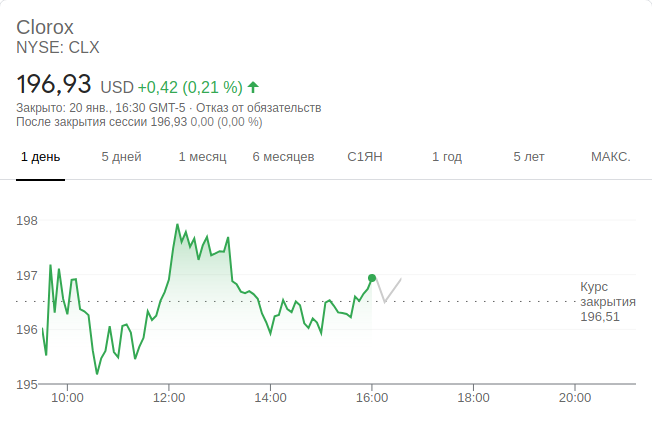 Clorox
NYSE: CLX
196,93 USD +0,42 (0,21 %)
Закрыто: 20 янв., 16:30 GMT-5 · Отказ от обязательств
После закрытия сессии 196,93 0,00 (0,00 %)
1 день 5 дней 1 месяц 6 месяцев С1ЯН 1 год 5 лет МАКС.
198
197
Курс
закрытия
196,51
196
195
10:00 12:00 14:00 16:00 18:00 20:00